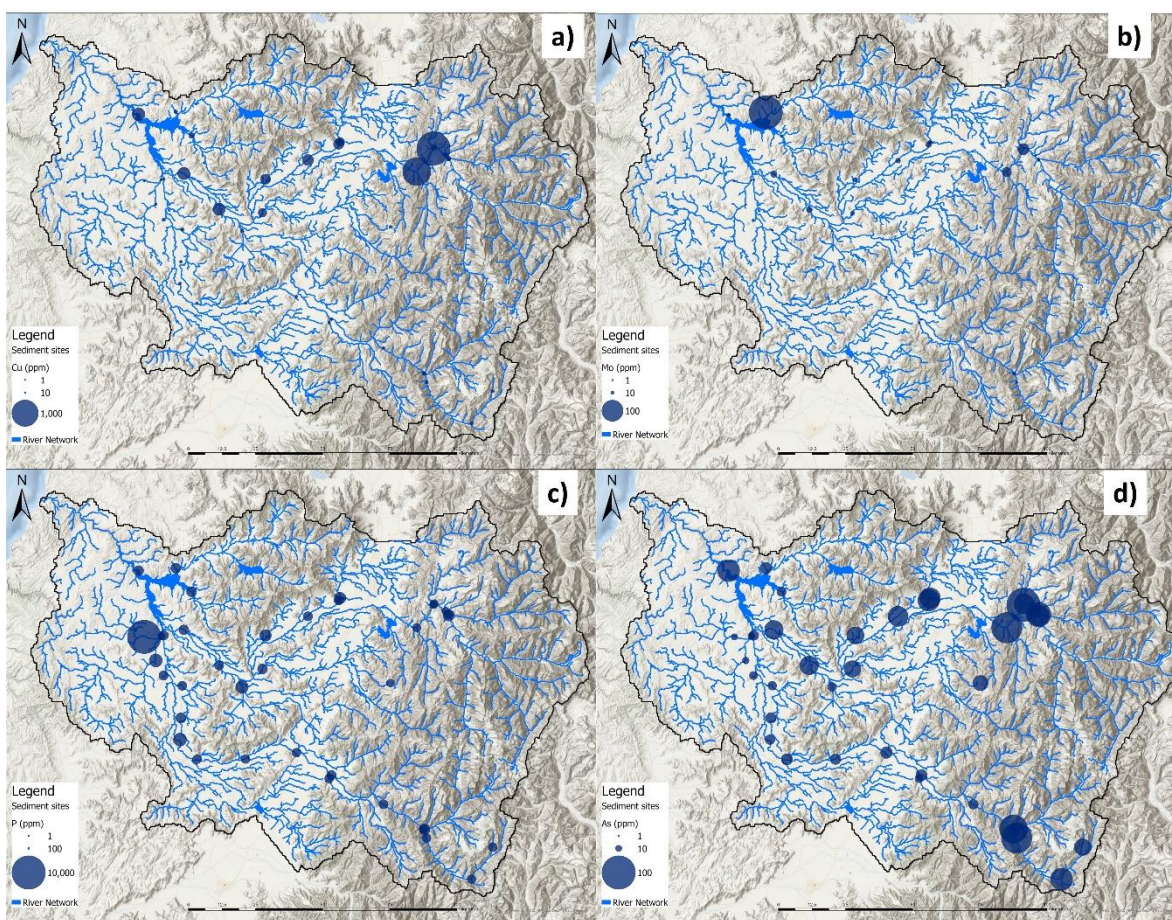 N
a)
Legend
Sediment sites
Cu (ppm)
1
10
1,000
River Network
N
b)
Legend
Sediment sites
Mo (ppm)
1
10
100
River Network
N
c)
Legend
Sediment sites
P (ppm)
1
100
10,000
River Network
N
d)
Legend
Sediment sites
As (ppm)
1
10
100
River Network